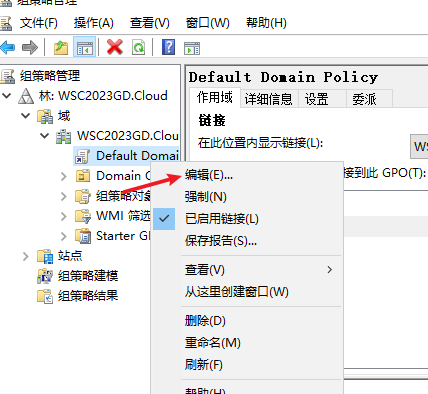 组策略管理
文件(F) 操作(A) 查看(V) 窗口(W) 帮助(H)
组策略管理
林: WSC2023GD.Cloud
域
WSC2023GD.Clou
Default Domai
Domain C
组策略对象
WMI 筛选
Starter GP
站点
组策略建模
组策略结果
Default Domain Policy
作用域 详细信息 设置 委派
链接
在此位置内显示链接(L): WS
接到此 GPO(T):
编辑(E)...
强制(N)
已启用链接(L)
保存报告(S)...
查看(V)
从这里创建窗口(W)
删除(D)
重命名(M)
刷新(F)
帮助(H)